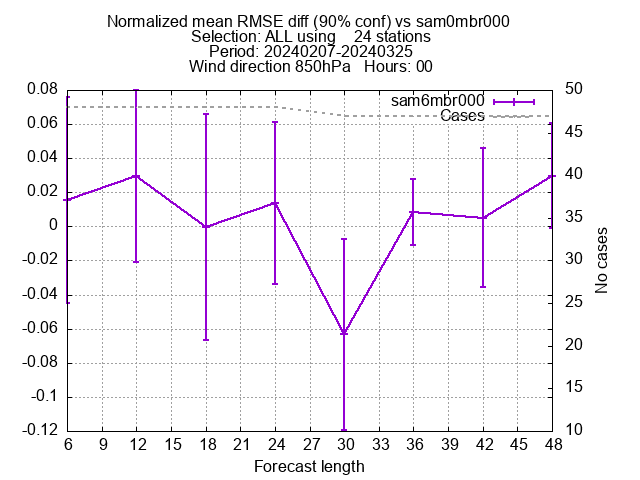 Normalized mean RMSE diff (90% conf) vs sam0mbr000
Selection: ALL using    24 stations
Period: 20240207-20240325
Wind direction 850hPa   Hours: 00
sam6mbr000
Cases
0.08
0.06
0.04
0.02
0
-0.02
-0.04
-0.06
-0.08
-0.1
-0.12
50
45
40
35
30
25
20
15
10
No cases
6 9 12 15 18 21 24 27 30 33 36 39 42 45 48
Forecast length